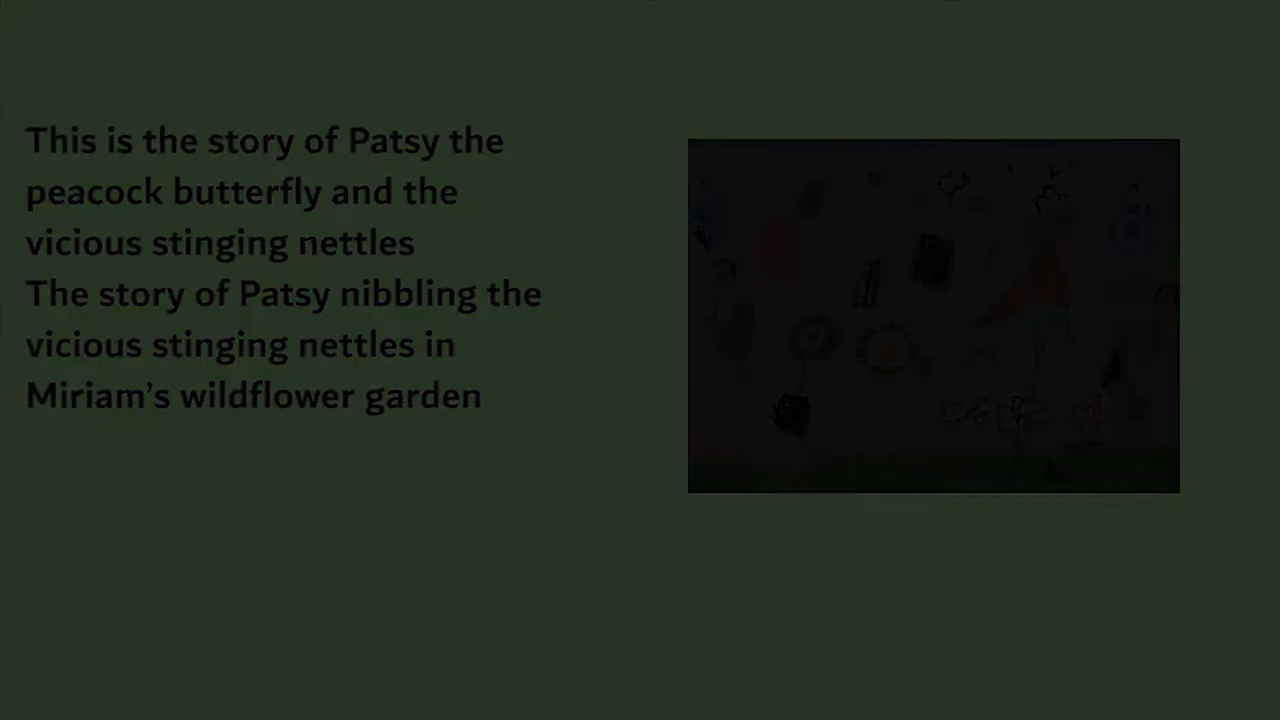 This is the story of Patsy the
peacock butterfly and the
vicious stinging nettles
The story of Patsy nibbling the
vicious stinging nettles in
Miriam’s wildflower garden